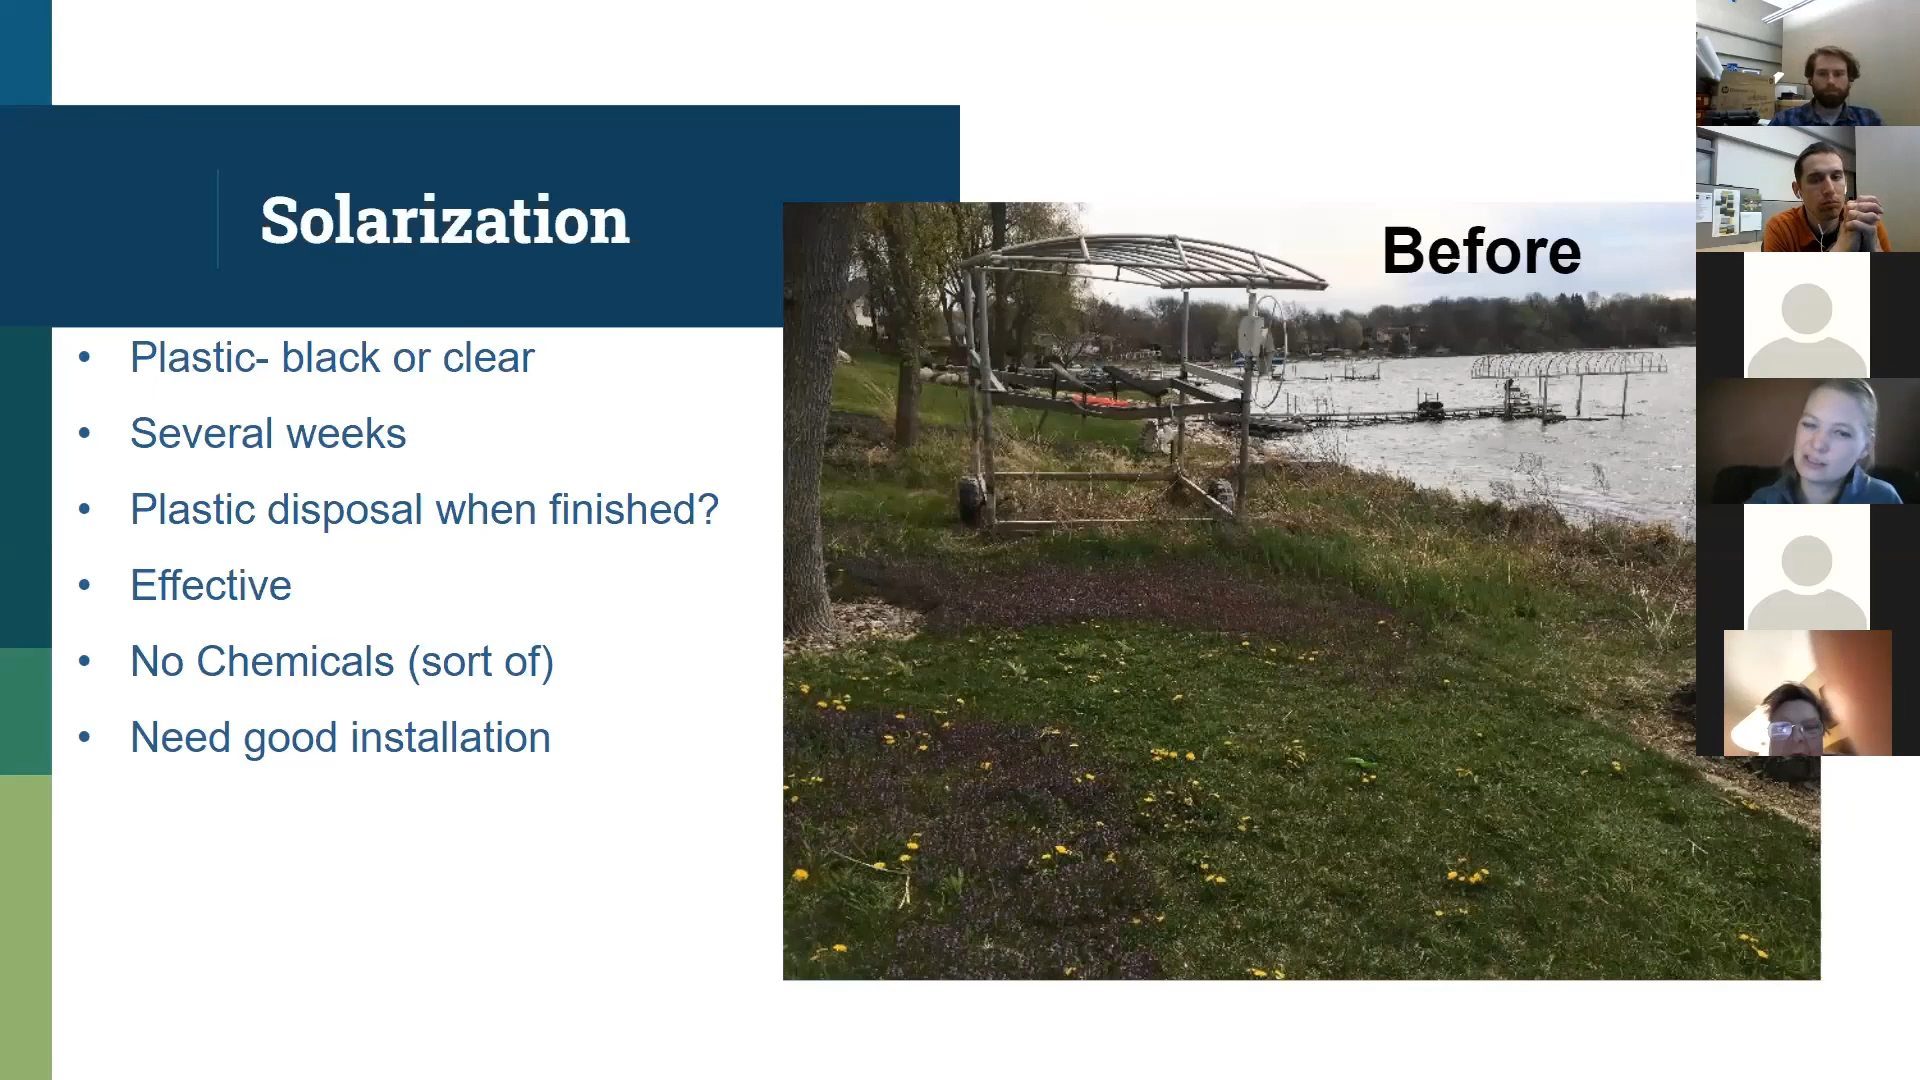 Solarization
Before
• Plastic- black or clear
• Several weeks
• Plastic disposal when finished?
• Effective
• No Chemicals (sort of)
• Need good installation